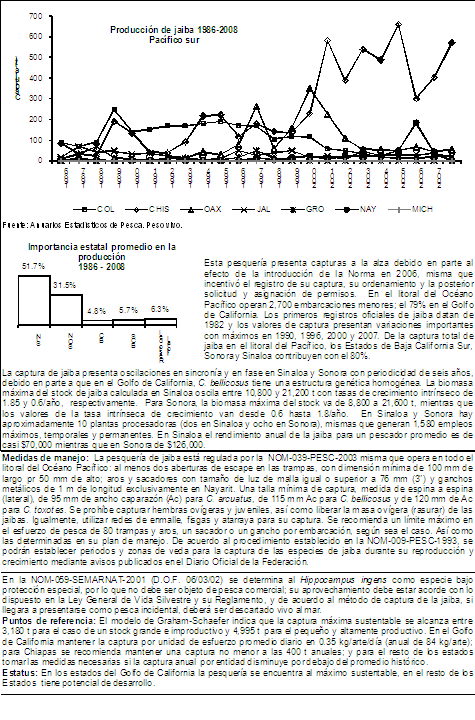 Producción de jaiba 1986-2008
Pacífico sur
700
600
500
400
300
200
100
0
COL CHIS OAX JAL GRO NAY MICH
Fuente: Anuarios Estadísticos de Pesca. Peso vivo.
Importancia estatal promedio en la
producción
1986 - 2008
51.7%
31.5%
4.8%
5.7%
6.3%
Esta pesquería presenta capturas a la alza debido en parte al
efecto de la introducción de la Norma en 2006, misma que
incentivó el registro de su captura, su ordenamiento y la posterior
solicitud y asignación de permisos. En el litoral del Océano
Pacífico operan 2,700 embarcaciones menores; el 79% en el Golfo
de California. Los primeros registros oficiales de jaiba datan de
1982 y los valores de captura presentan variaciones importantes
con máximos en 1990, 1996, 2000 y 2007. De la captura total de
jaiba en el litoral del Pacífico, los Estados de Baja California Sur,
Sonora y Sinaloa contribuyen con el 80%.
La captura de jaiba presenta oscilaciones en sincronía y en fase en Sinaloa y Sonora con periodicidad de seis años,
debido en parte a que en el Golfo de California, C. bellicosus tiene una estructura genética homogénea. La biomasa
máxima del stock de jaiba calculada en Sinaloa oscila entre 10,800 y 21,200 t con tasas de crecimiento intrínseco de
1.85 y 0.6/año, respectivamente. Para Sonora, la biomasa máxima del stock va de 8,800 a 21,600 t, mientras que
los valores de la tasa intrínseca de crecimiento van desde 0.6 hasta 1.8/año. En Sinaloa y Sonora hay
aproximadamente 10 plantas procesadoras (dos en Sinaloa y ocho en Sonora), mismas que generan 1,580 empleos
máximos, temporales y permanentes. En Sinaloa el rendimiento anual de la jaiba para un pescador promedio es de
casi $70,000 mientras que en Sonora de $126,000.
Medidas de manejo: La pesquería de jaiba está regulada por la NOM-039-PESC-2003 misma que opera en todo el
litoral del Océano Pacífico: al menos dos aberturas de escape en las trampas, con dimensión mínima de 100 mm de
largo pr 50 mm de alto; aros y sacadores con tamaño de luz de malla igual o superior a 76 mm (3") y ganchos
metálicos de 1 m de longitud exclusivamente en Nayarit. Una talla mínima de captura, medida de espina a espina
(lateral), de 95 mm de ancho caparazón (Ac) para C. arcuatus, de 115 mm Ac para C. bellicosus y de 120 mm de Ac
para C. toxotes. Se prohíbe capturar hembras ovígeras y juveniles, así como liberar la masa ovígera (rasurar) de las
jaibas. Igualmente, utilizar redes de enmalle, fisgas y atarraya para su captura. Se recomienda un límite máximo en
el esfuerzo de pesca de 80 trampas y aros, un sacador o un gancho por embarcación, según sea el caso. Así como
las determinadas en su plan de manejo. De acuerdo al procedimiento establecido en la NOM-009-PESC-1993, se
podrán establecer periodos y zonas de veda para la captura de las especies de jaiba durante su reproducción y
crecimiento mediante avisos publicados en el Diario Oficial de la Federación.
En la NOM-059-SEMARNAT-2001 (D.O.F. 06/03/02) se determina al Hippocampus ingens como especie bajo
protección especial, por lo que no debe ser objeto de pesca comercial; su aprovechamiento debe estar acorde con lo
dispuesto en la Ley General de Vida Silvestre y su Reglamento, y de acuerdo al método de captura de la jaiba, si
llegara a presentarse como pesca incidental, deberá ser descartado vivo al mar.
Puntos de referencia: El modelo de Graham-Schaefer indica que la captura máxima sustentable se alcanza entre
3,180 t para el caso de un stock grande e improductivo y 4,995 t para el pequeño y altamente productivo. En el Golfo
de California mantener la captura por unidad de esfuerzo promedio diario en 0.35 kg/arte/día (anual de 84 kg/arte);
para Chiapas se recomienda mantener una captura no menor a las 400 t anuales; y para el resto de los estados
tomar las medidas necesarias si la captura anual por entidad disminuye por debajo del promedio histórico.
Estatus: En los estados del Golfo de California la pesquería se encuentra al máximo sustentable, en el resto de los
Estados tiene potencial de desarrollo.